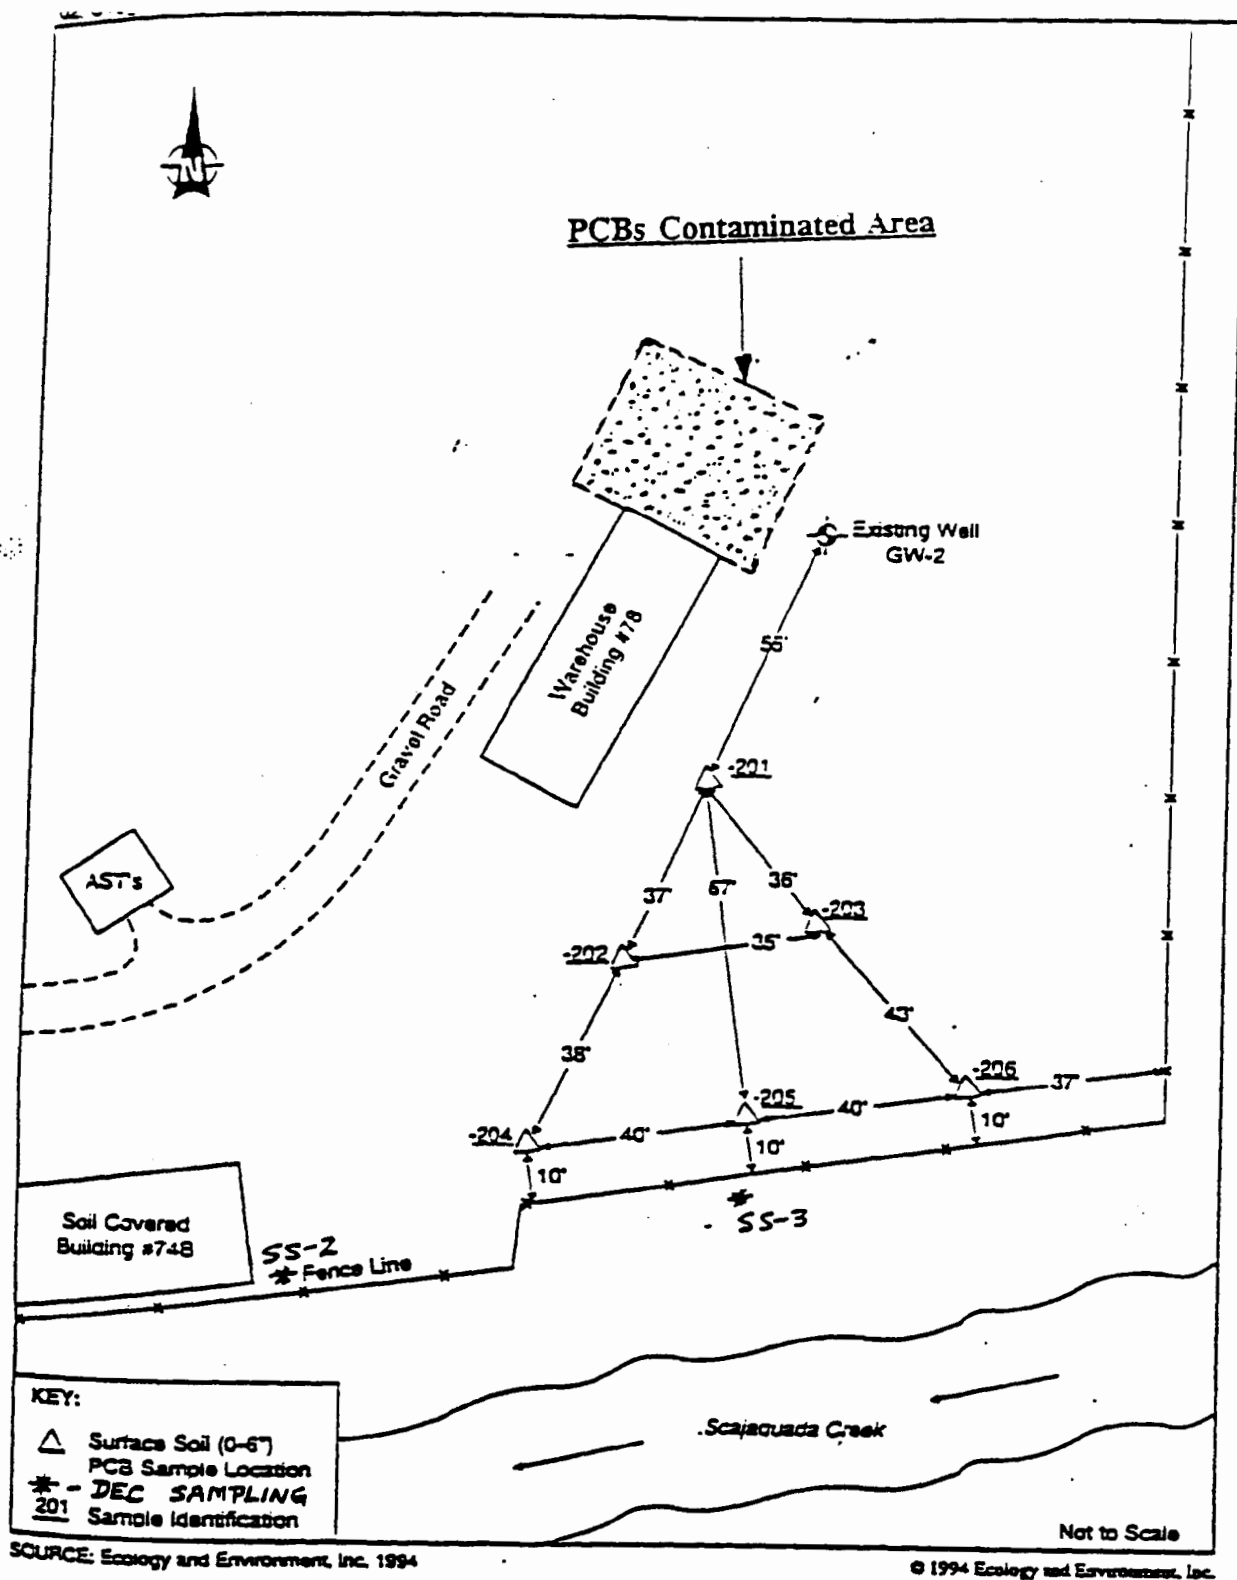 N
PCBs Contaminated Area
Existing Well
GW-2
55'
Warehouse
Building #78
Gravel Road
ASTs
-201
37'
67'
36'
-203
-202
35'
38'
43'
-206
37'
-205
40'
10'
-204
40'
10'
10'
Soil Covered
Building #748
SS-2
Fence Line
SS-3
Scajaquada Creek
KEY:
Surface Soil (0-6")
PCB Sample Location
- DEC SAMPLING
201 Sample Identification
Not to Scale
SOURCE: Ecology and Environment, Inc. 1994
© 1994 Ecology and Environment, Inc.